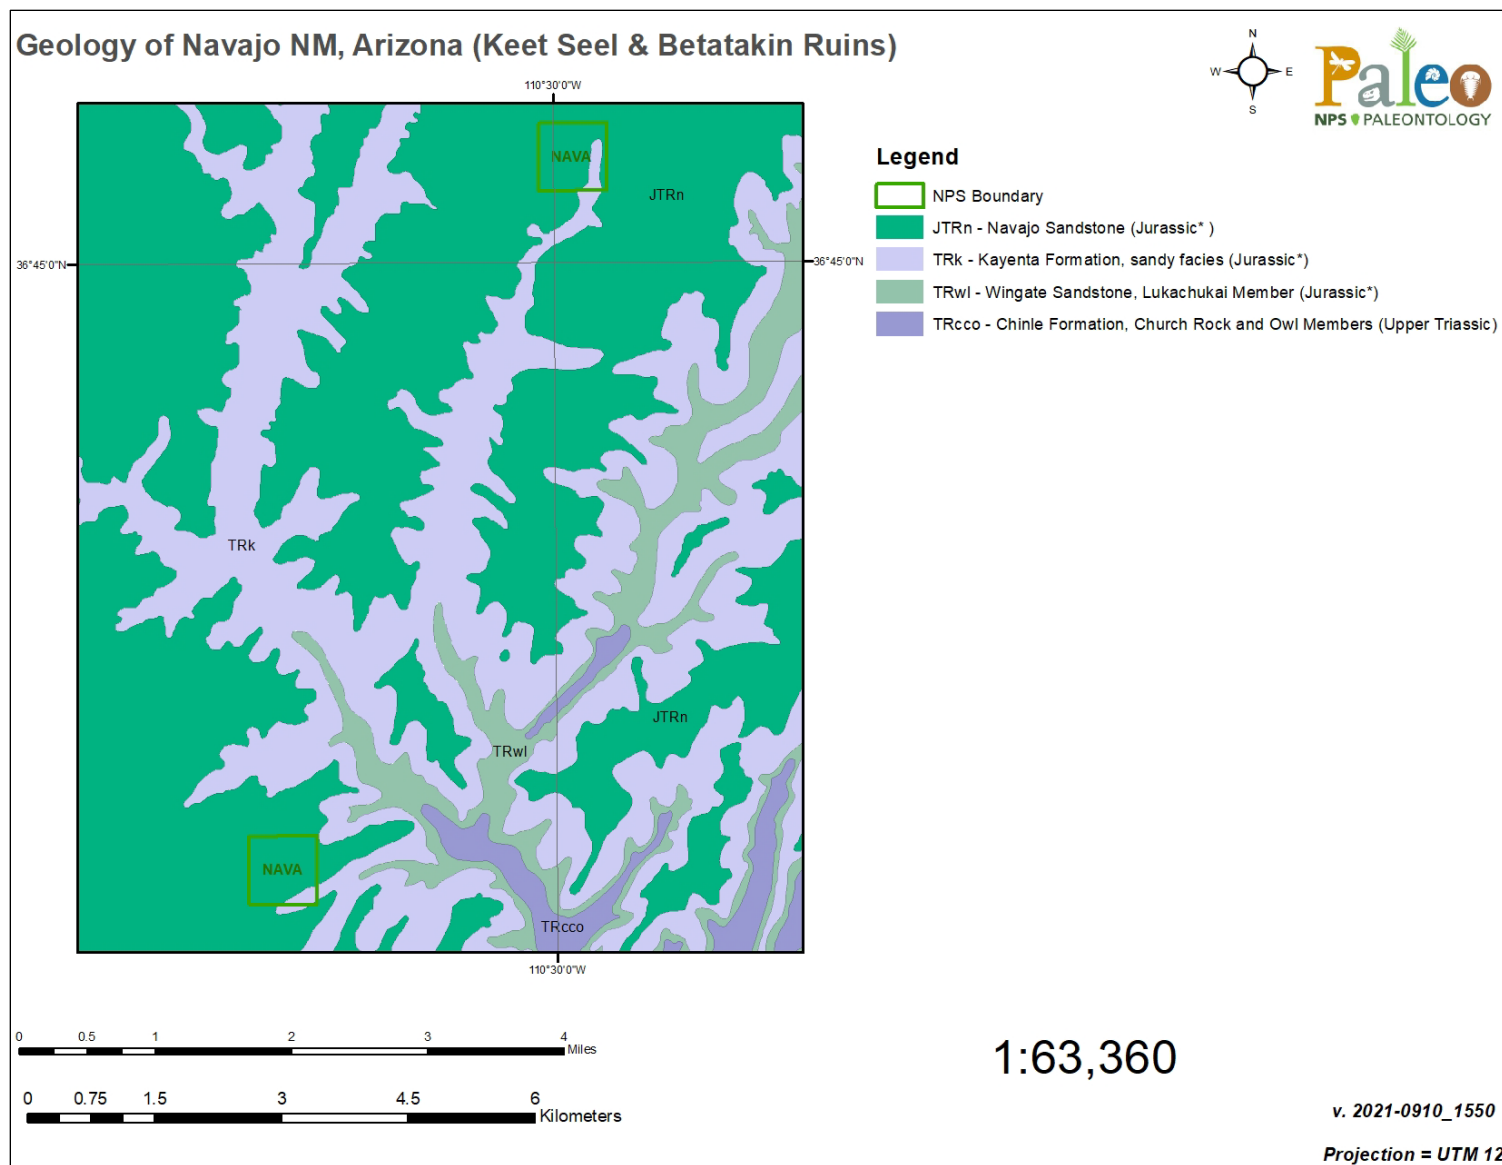 Geology of Navajo NM, Arizona (Keet Seel & Betatakin Ruins)
N
W E
S
Paleo
NPS PALEONTOLOGY
110°30'0"W
NAVA
JTRn
36°45'0"N
36°45'0"N
TRk
JTRn
TRwl
NAVA
TRcco
110°30'0"W
Legend
NPS Boundary
JTRn - Navajo Sandstone (Jurassic* )
TRk - Kayenta Formation, sandy facies (Jurassic*)
TRwl - Wingate Sandstone, Lukachukai Member (Jurassic*)
TRcco - Chinle Formation, Church Rock and Owl Members (Upper Triassic)
0 0.5 1 2 3 4
Miles
0 0.75 1.5 3 4.5 6
Kilometers
1:63,360
v. 2021-0910_1550
Projection = UTM 12